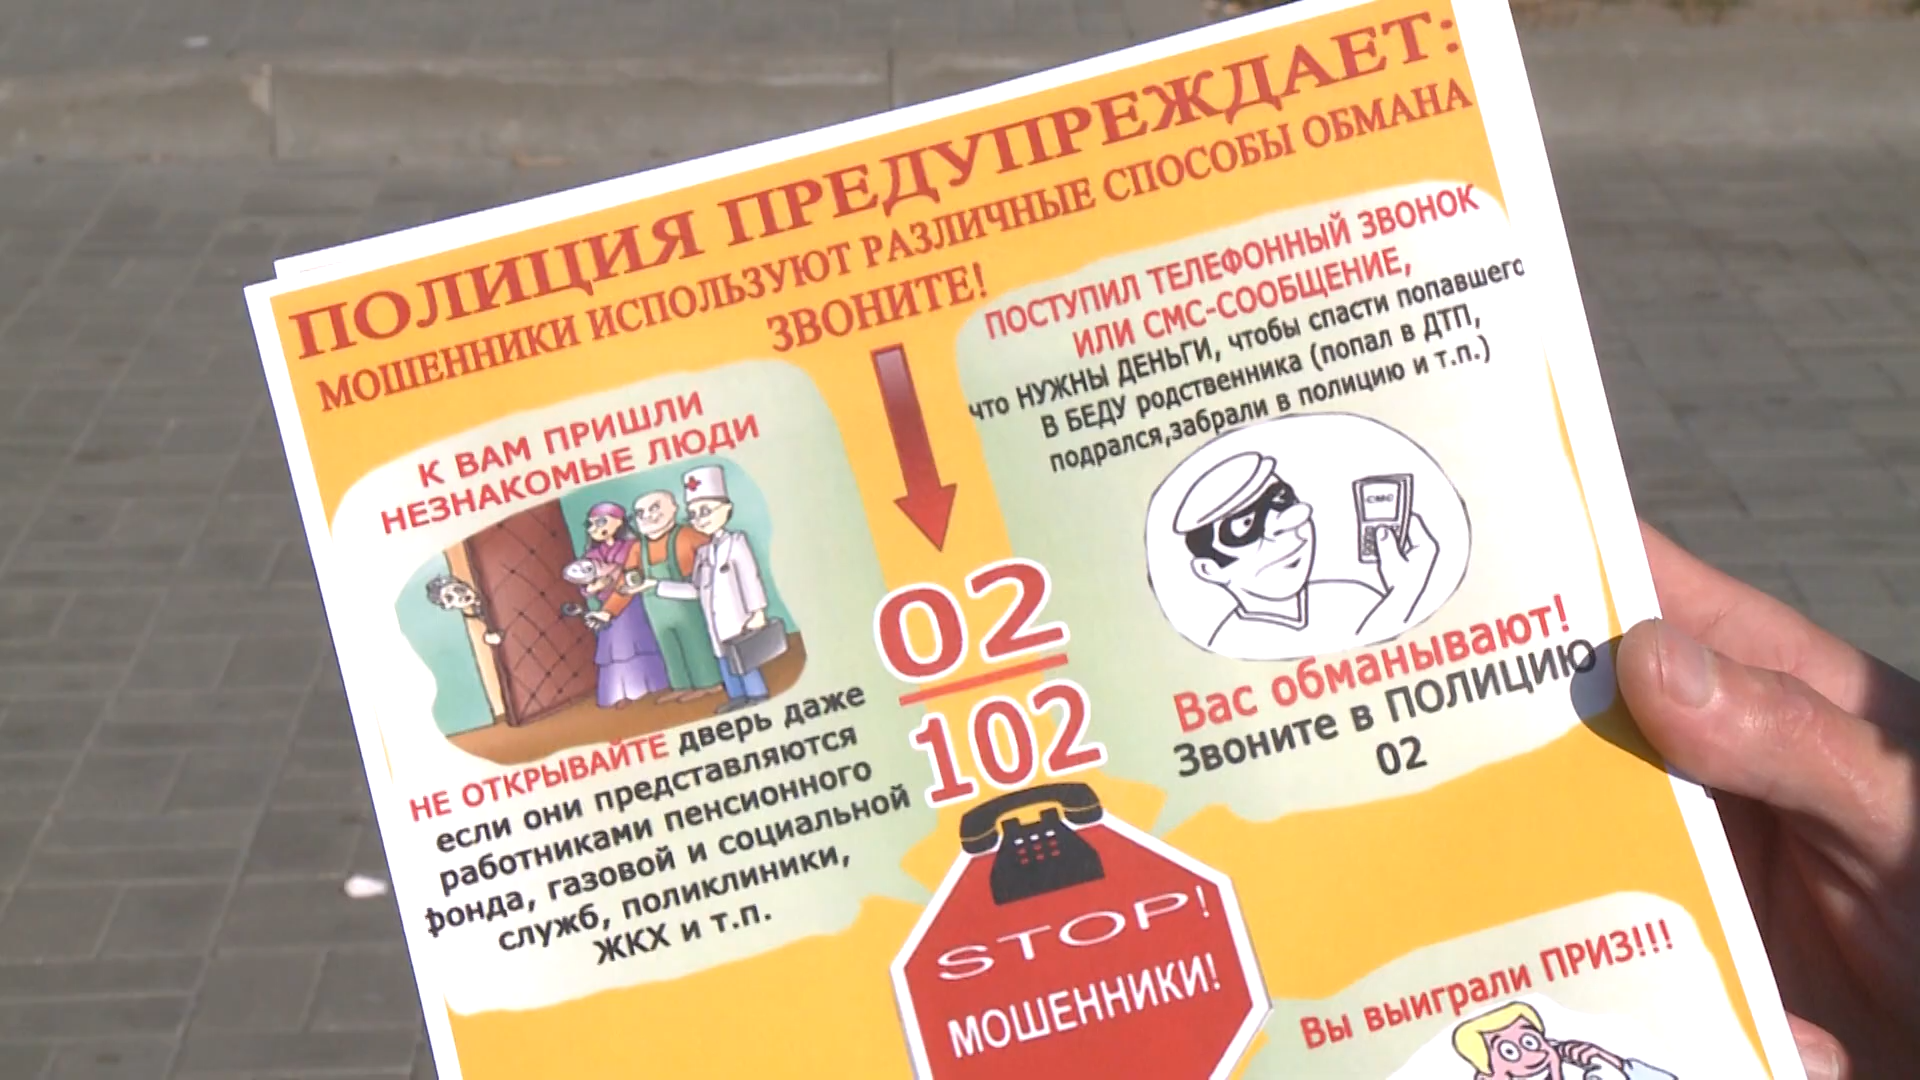 ПОЛИЦИЯ ПРЕДУПРЕЖДАЕТ:
МОШЕННИКИ ИСПОЛЬЗУЮТ РАЗЛИЧНЫЕ СПОСОБЫ ОБМАНА
ЗВОНИТЕ!
К ВАМ ПРИШЛИ
НЕЗНАКОМЫЕ ЛЮДИ
НЕ ОТКРЫВАЙТЕ дверь даже
если они представляются
работниками пенсионного
фонда, газовой и социальной
служб, поликлиники,
ЖКХ и т.п.
02
102
STOP!
МОШЕННИКИ!
ПОСТУПИЛ ТЕЛЕФОННЫЙ ЗВОНОК
ИЛИ СМС-СООБЩЕНИЕ,
что НУЖНЫ ДЕНЬГИ, чтобы спасти попавшего
В БЕДУ родственника (попал в ДТП,
подрался,забрали в полицию и т.п.)
СМС
Вас обманывают!
Звоните в ПОЛИЦИЮ
02
Вы выиграли ПРИЗ!!!